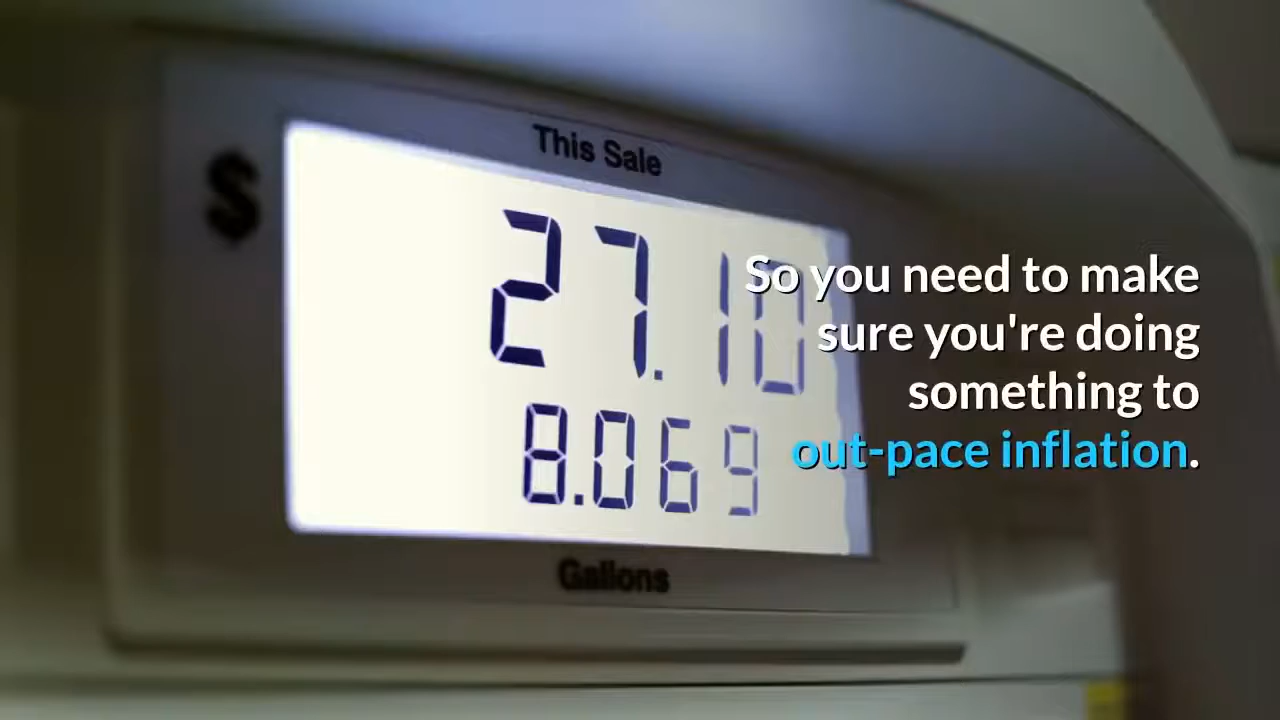 This Sale
$
27.10
8.069
Gallons
So you need to make
sure you're doing
something to
out-pace inflation.